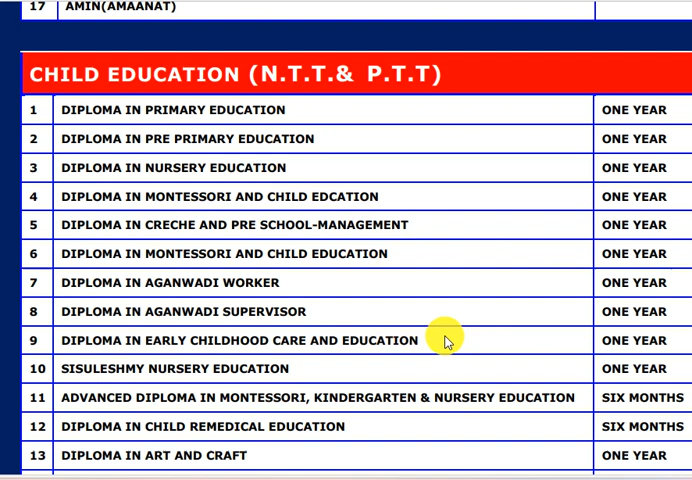 17 AMIN(AMAANAT)
CHILD EDUCATION (N.T.T.& P.T.T)
1 DIPLOMA IN PRIMARY EDUCATION ONE YEAR
2 DIPLOMA IN PRE PRIMARY EDUCATION ONE YEAR
3 DIPLOMA IN NURSERY EDUCATION ONE YEAR
4 DIPLOMA IN MONTESSORI AND CHILD EDCATION ONE YEAR
5 DIPLOMA IN CRECHE AND PRE SCHOOL-MANAGEMENT ONE YEAR
6 DIPLOMA IN MONTESSORI AND CHILD EDUCATION ONE YEAR
7 DIPLOMA IN AGANWADI WORKER ONE YEAR
8 DIPLOMA IN AGANWADI SUPERVISOR ONE YEAR
9 DIPLOMA IN EARLY CHILDHOOD CARE AND EDUCATION ONE YEAR
10 SISULESHMY NURSERY EDUCATION ONE YEAR
11 ADVANCED DIPLOMA IN MONTESSORI, KINDERGARTEN & NURSERY EDUCATION SIX MONTHS
12 DIPLOMA IN CHILD REMEDICAL EDUCATION SIX MONTHS
13 DIPLOMA IN ART AND CRAFT ONE YEAR